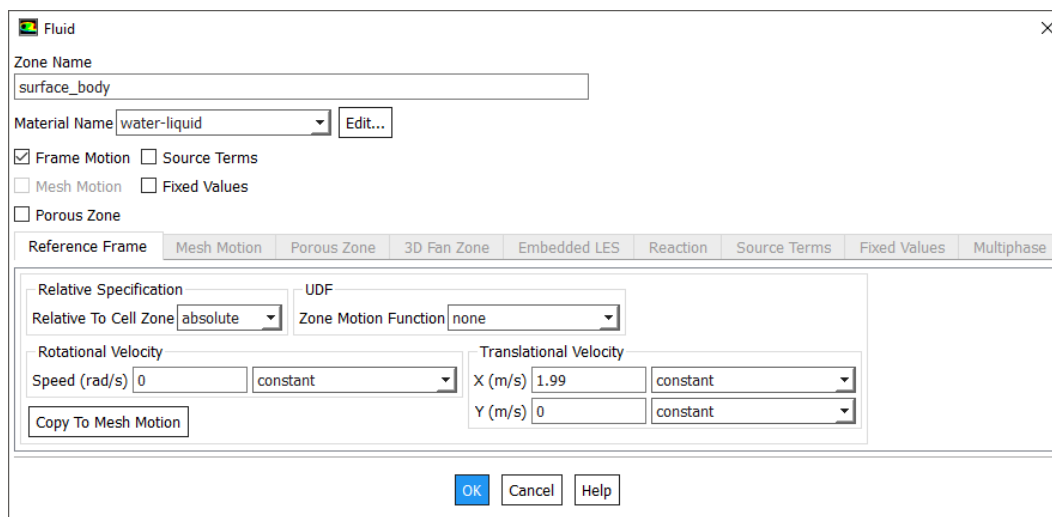 Fluid
Zone Name
surface_body
Material Name water-liquid Edit...
Frame Motion Source Terms
Mesh Motion Fixed Values
Porous Zone
Reference Frame Mesh Motion Porous Zone 3D Fan Zone Embedded LES Reaction Source Terms Fixed Values Multiphase
Relative Specification UDF
Relative To Cell Zone absolute Zone Motion Function none
Rotational Velocity Translational Velocity
Speed (rad/s) 0 constant X (m/s) 1.99 constant
Copy To Mesh Motion Y (m/s) 0 constant
OK Cancel Help